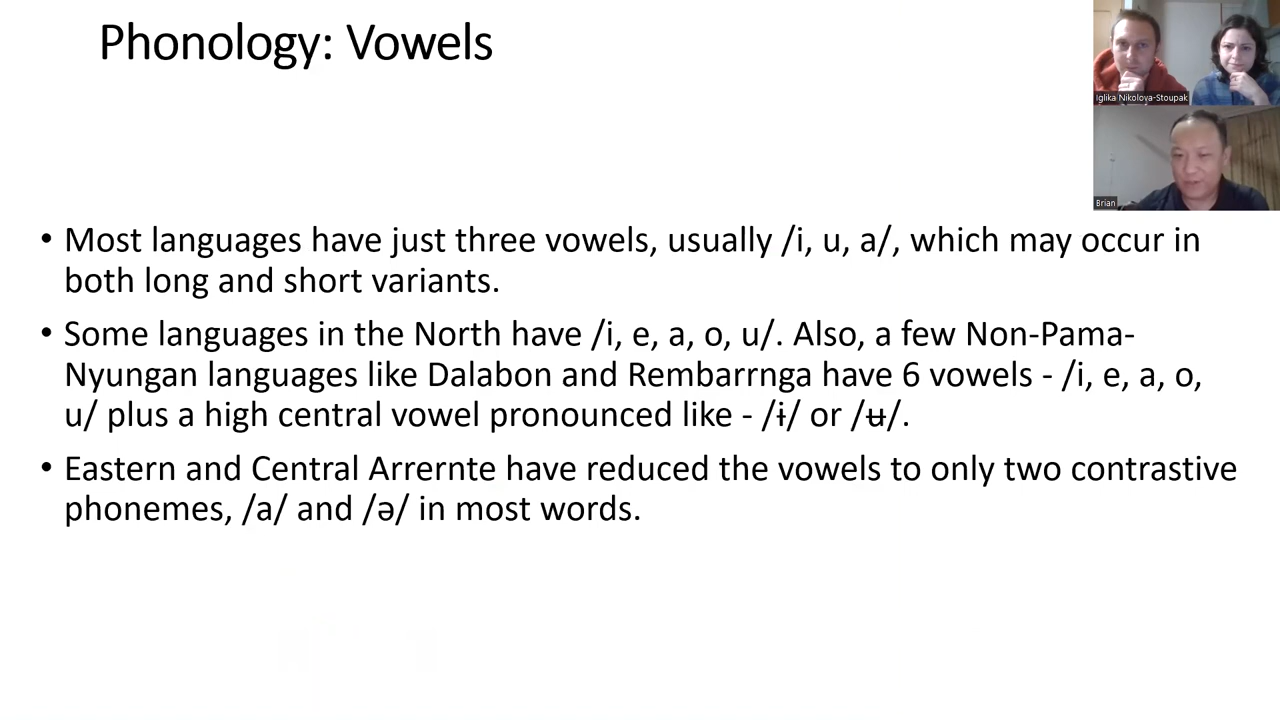 Phonology: Vowels
Iglika Nikolova-Stoupak
Brian
• Most languages have just three vowels, usually /i, u, a/, which may occur in
both long and short variants.
• Some languages in the North have /i, e, a, o, u/. Also, a few Non-Pama-
Nyungan languages like Dalabon and Rembarrnga have 6 vowels - /i, e, a, o,
u/ plus a high central vowel pronounced like - /ɨ/ or /ʉ/.
• Eastern and Central Arrernte have reduced the vowels to only two contrastive
phonemes, /a/ and /ə/ in most words.